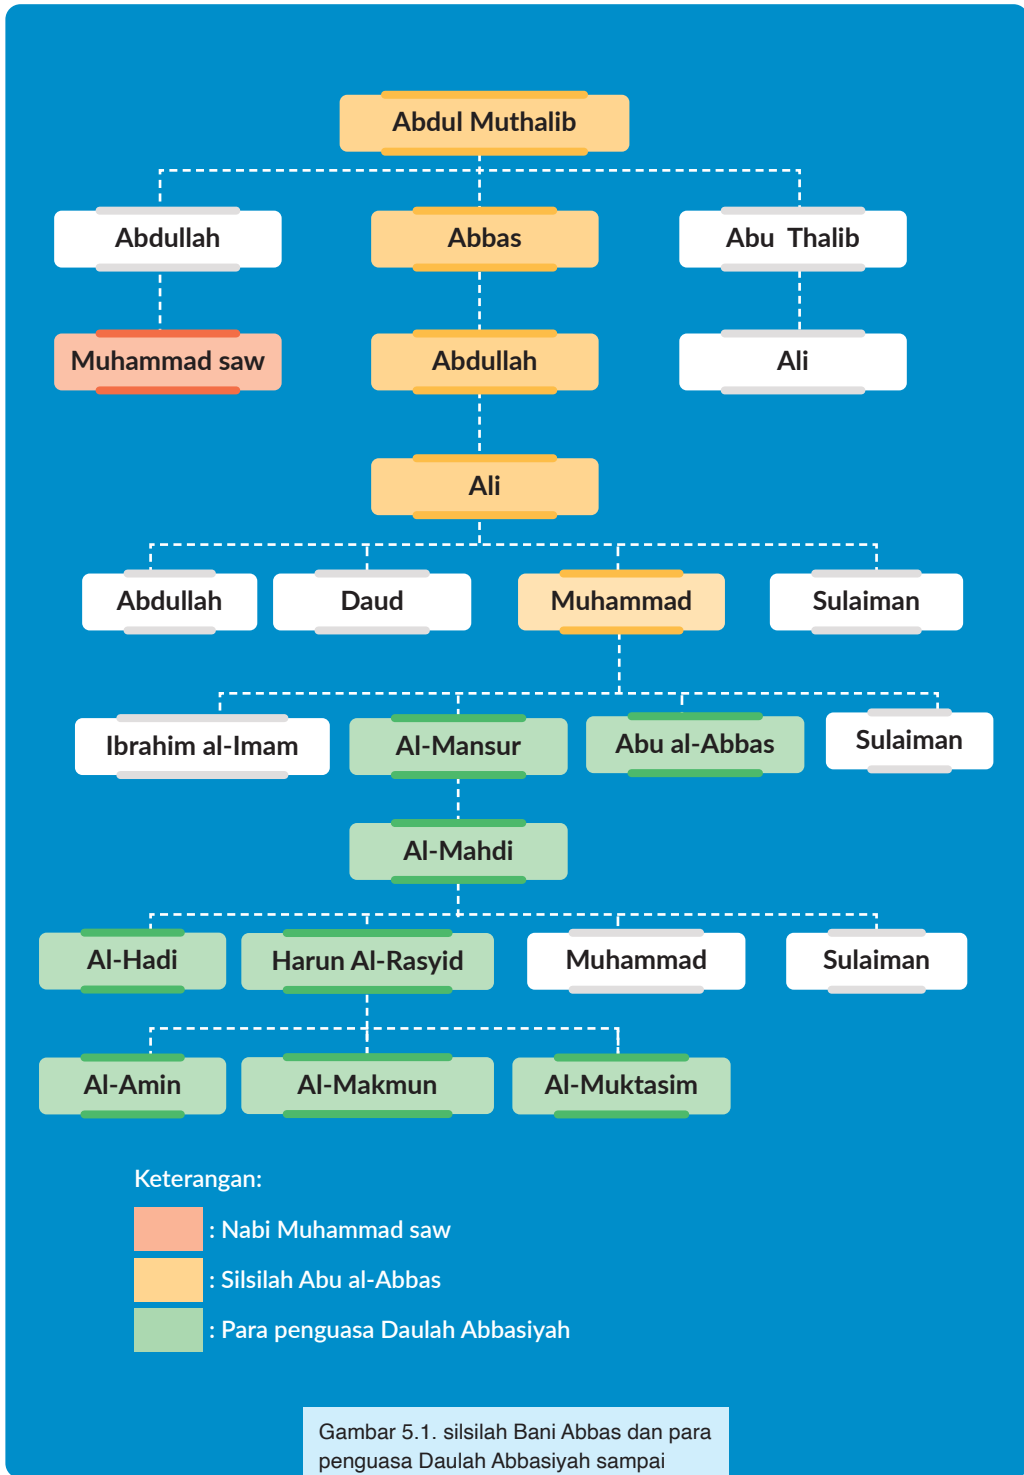 Abdul Muthalib
Abdullah
Abbas
Abu Thalib
Muhammad saw
Abdullah
Ali
Ali
Abdullah
Daud
Muhammad
Sulaiman
Ibrahim al-Imam
Al-Mansur
Abu al-Abbas
Sulaiman
Al-Mahdi
Al-Hadi
Harun Al-Rasyid
Muhammad
Sulaiman
Al-Amin
Al-Makmun
Al-Muktasim
Keterangan:
: Nabi Muhammad saw
: Silsilah Abu al-Abbas
: Para penguasa Daulah Abbasiyah
Gambar 5.1. silsilah Bani Abbas dan para
penguasa Daulah Abbasiyah sampai